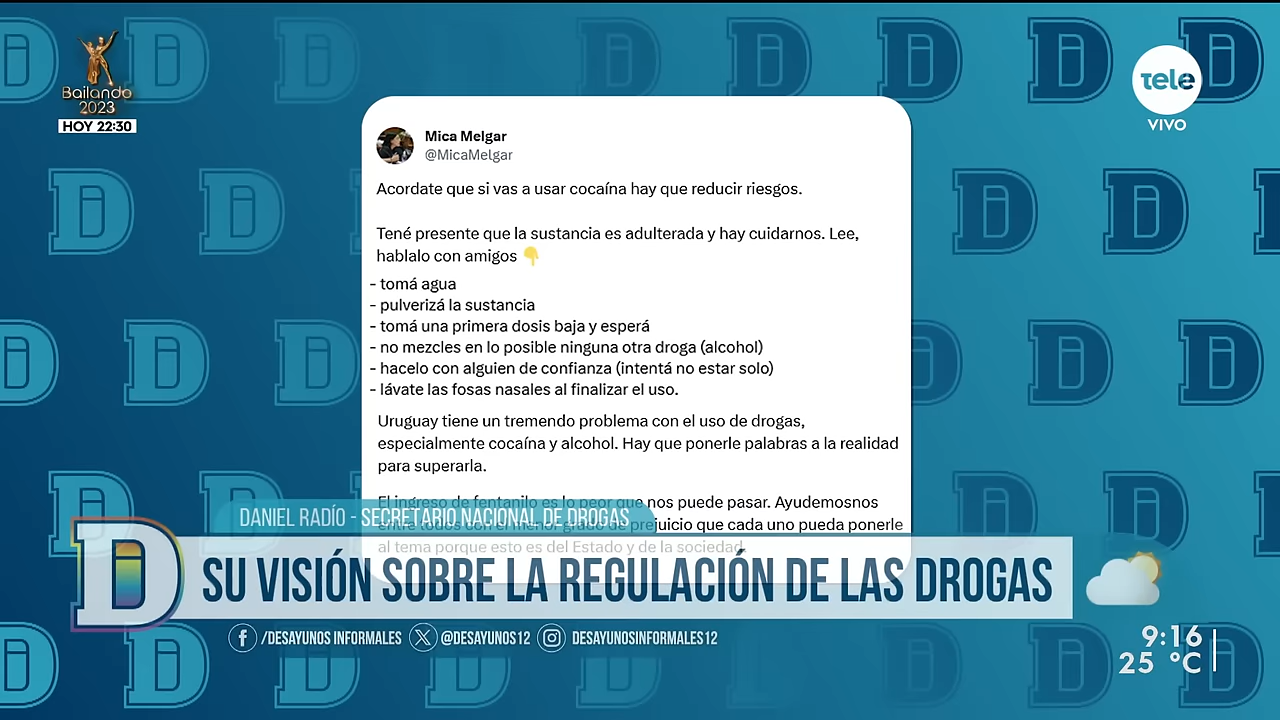 Bailando
2023
HOY 22:30
tele
VIVO
Mica Melgar
@MicaMelgar
Acordate que si vas a usar cocaína hay que reducir riesgos.
Tené presente que la sustancia es adulterada y hay cuidarnos. Lee,
hablalo con amigos 👇
- tomá agua
- pulverizá la sustancia
- tomá una primera dosis baja y esperá
- no mezcles en lo posible ninguna otra droga (alcohol)
- hacelo con alguien de confianza (intentá no estar solo)
- lávate las fosas nasales al finalizar el uso.
Uruguay tiene un tremendo problema con el uso de drogas,
especialmente cocaína y alcohol. Hay que ponerle palabras a la realidad
para superarla.
El ingreso de fentanilo es lo peor que nos puede pasar. Ayudemosnos
entre todos con el menor grado de prejuicio que cada uno pueda ponerle
al tema porque esto es del Estado y de la sociedad.
DANIEL RADÍO - SECRETARIO NACIONAL DE DROGAS
D SU VISIÓN SOBRE LA REGULACIÓN DE LAS DROGAS
/DESAYUNOS INFORMALES @DESAYUNOS12 DESAYUNOSINFORMALES12
9:16
25 °C